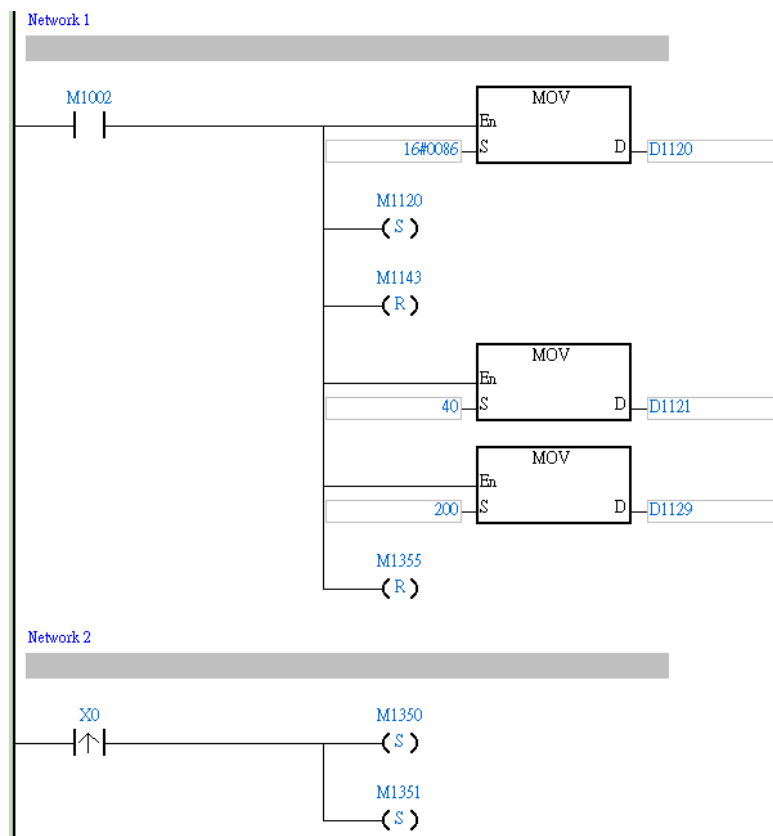 Network 1
M1002
MOV
En
16#0086 S D D1120
M1120
S
M1143
R
MOV
En
40 S D D1121
MOV
En
200 S D D1129
M1355
R
Network 2
X0 M1350
S
M1351
S